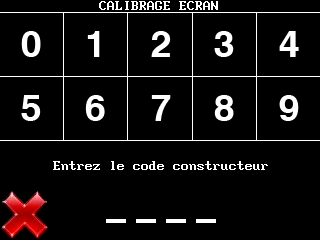 CALIBRAGE ECRAN
0 1 2 3 4
5 6 7 8 9
Entrez le code constructeur
_ _ _ _